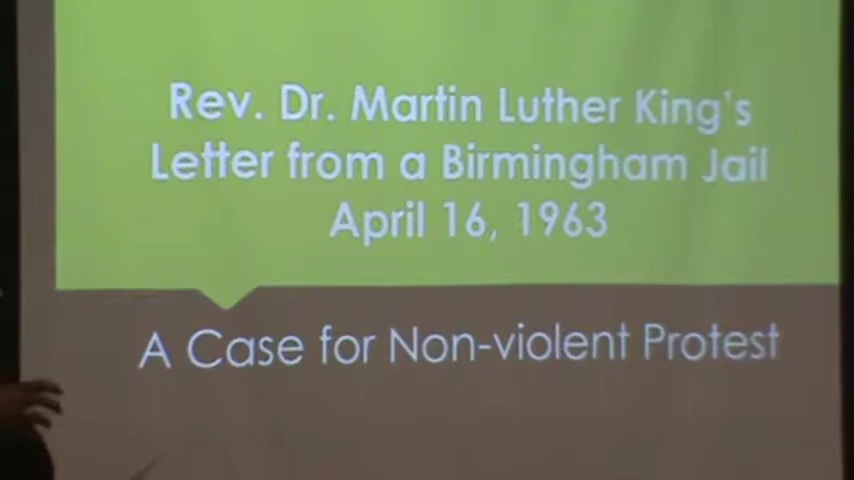 Rev. Dr. Martin Luther King's
Letter from a Birmingham Jail
April 16, 1963
A Case for Non-violent Protest